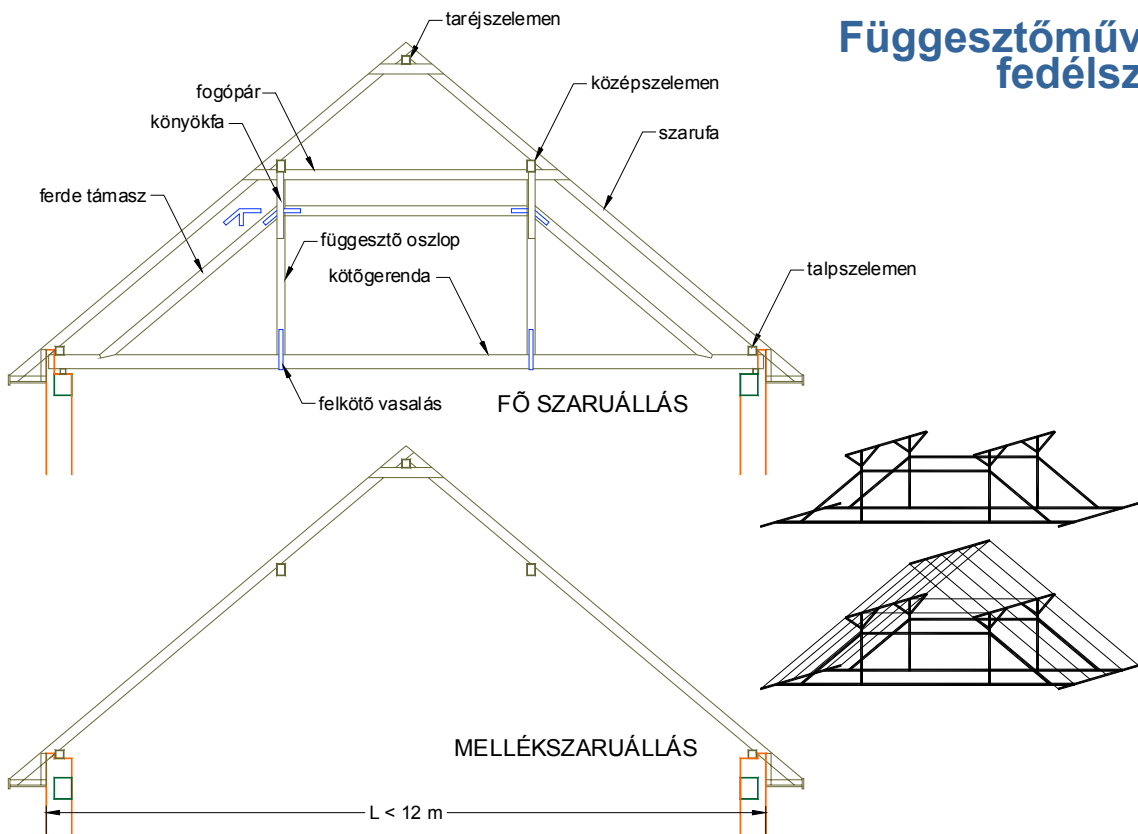 Függesztőműv
fedélsz
taréjszelemen
fogópár
középszelemen
könyökfa
szarufa
ferde támasz
függesztõ oszlop
kötõgerenda
talpszelemen
felkötõ vasalás
FÕ SZARUÁLLÁS
MELLÉKSZARUÁLLÁS
L < 12 m